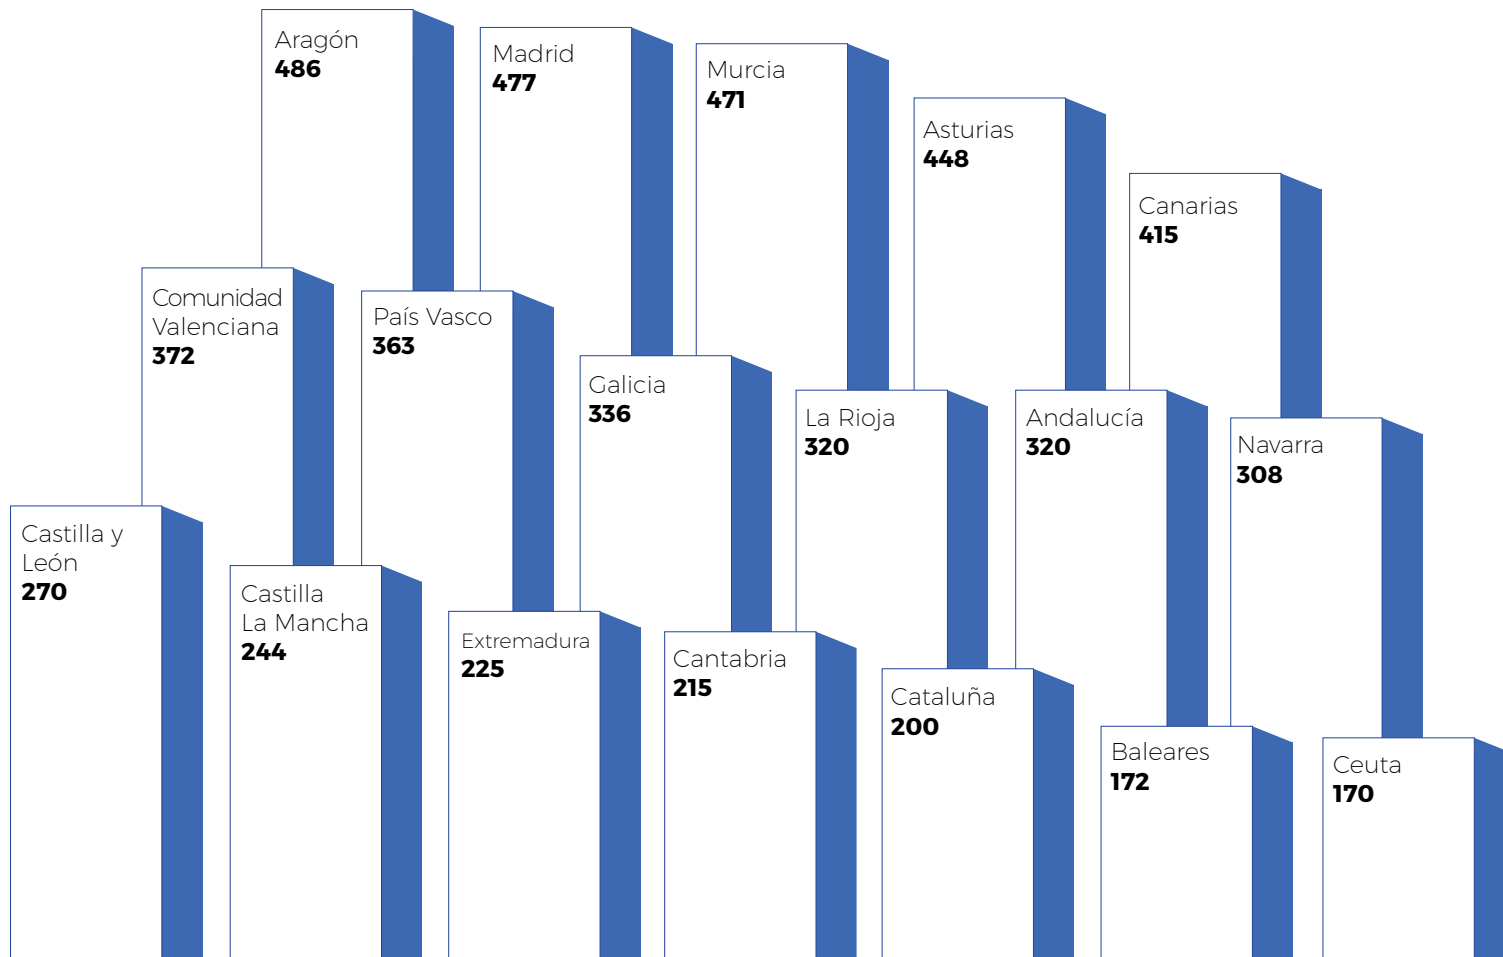 Aragón
486
Madrid
477
Murcia
471
Asturias
448
Canarias
415
Comunidad
Valenciana
372
País Vasco
363
Galicia
336
La Rioja
320
Andalucía
320
Navarra
308
Castilla y
León
270
Castilla
La Mancha
244
Extremadura
225
Cantabria
215
Cataluña
200
Baleares
172
Ceuta
170